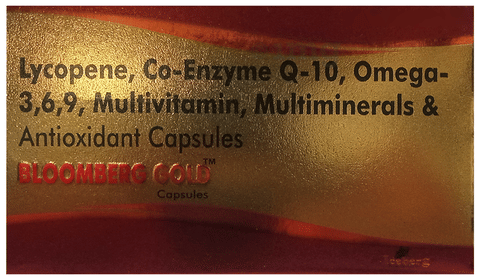 Lycopene, Co-Enzyme Q-10, Omega-
3,6,9, Multivitamin, Multiminerals &
Antioxidant Capsules
BLOOMBERG GOLD™
Capsules